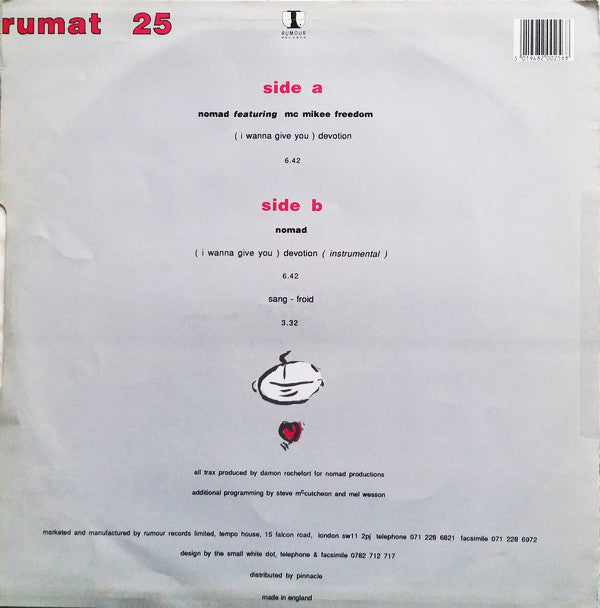 rumat 25
RUMOUR
RECORDS
5 019482 002568
side a
nomad featuring mc mikee freedom
( i wanna give you ) devotion
6.42
side b
nomad
( i wanna give you ) devotion ( instrumental )
6.42
sang - froid
3.32
all trax produced by damon rochefort for nomad productions
additional programming by steve mccutcheon and mel wesson
marketed and manufactured by rumour records limited, tempo house, 15 falcon road, london sw11 2pj telephone 071 228 6821 facsimile 071 228 6972
design by the small white dot, telephone & facsimile 0782 712 717
distributed by pinnacle
made in england